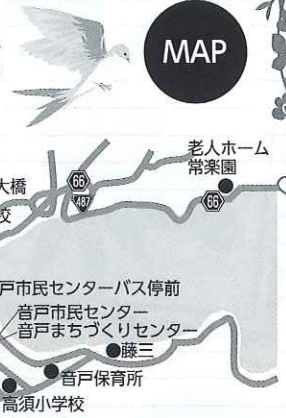 MAP
老人ホーム
常楽園
大橋
66
487
66
校
戸市民センターバス停前
音戸市民センター
音戸まちづくりセンター
藤三
音戸保育所
高須小学校